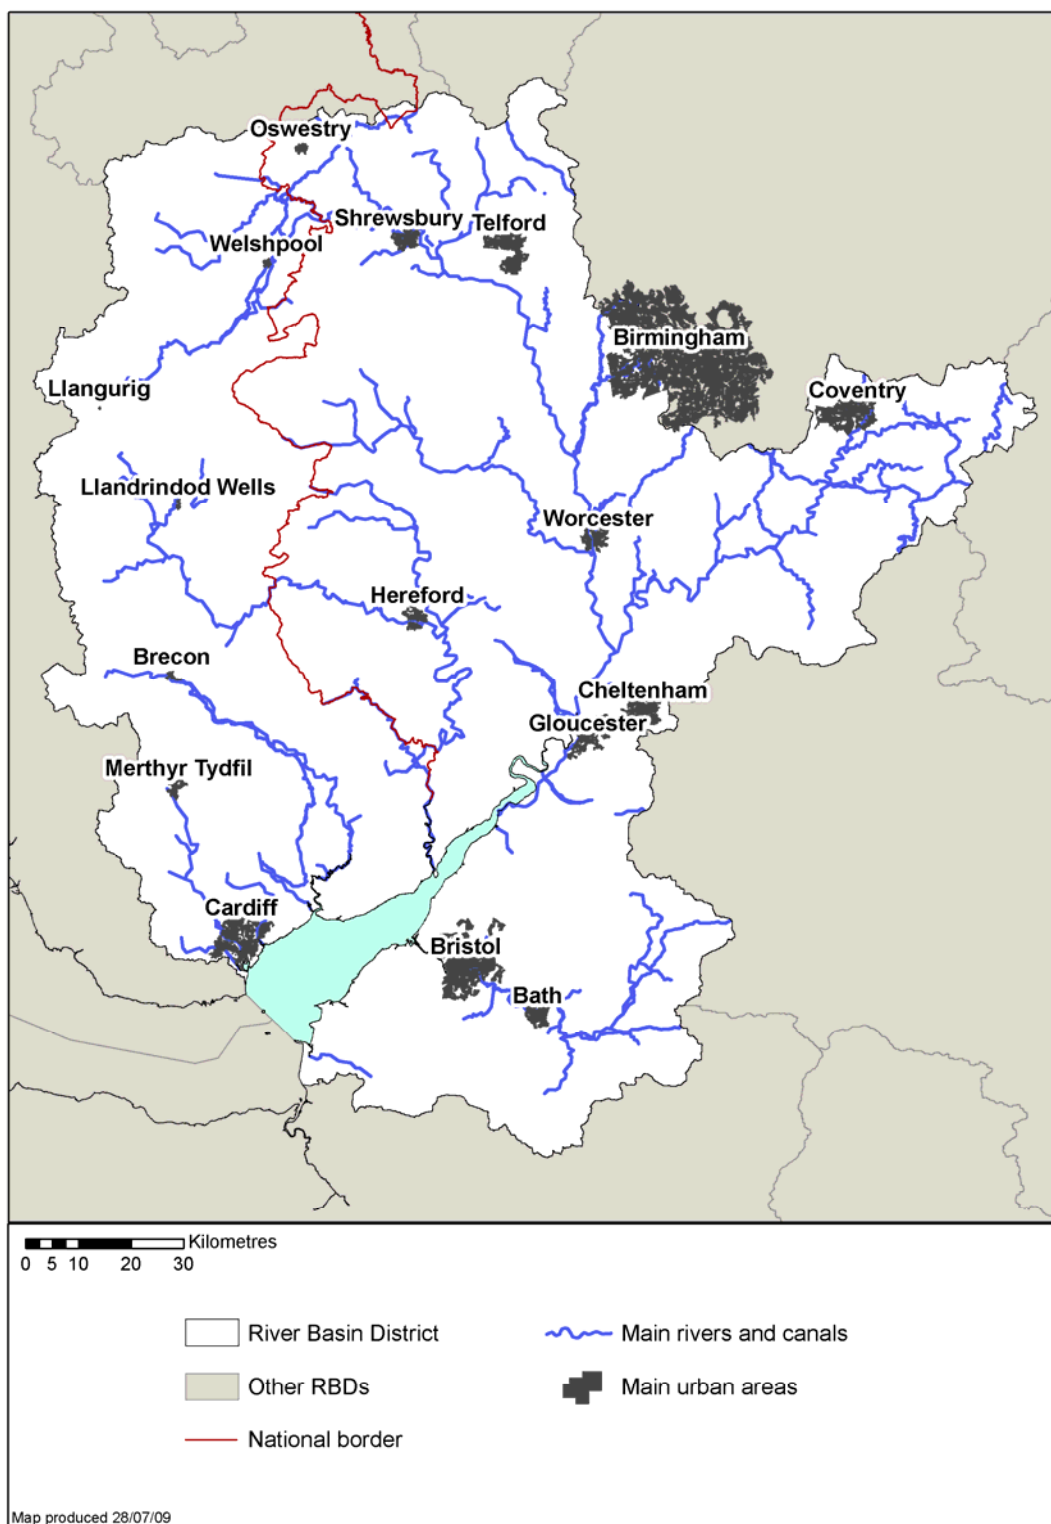 Oswestry
Shrewsbury
Telford
Welshpool
Birmingham
Llangurig
Coventry
Llandrindod Wells
Worcester
Hereford
Brecon
Cheltenham
Gloucester
Merthyr Tydfil
Cardiff
Bristol
Bath
Kilometres
0 5 10 20 30
River Basin District
Main rivers and canals
Other RBDs
Main urban areas
National border
Map produced 28/07/09